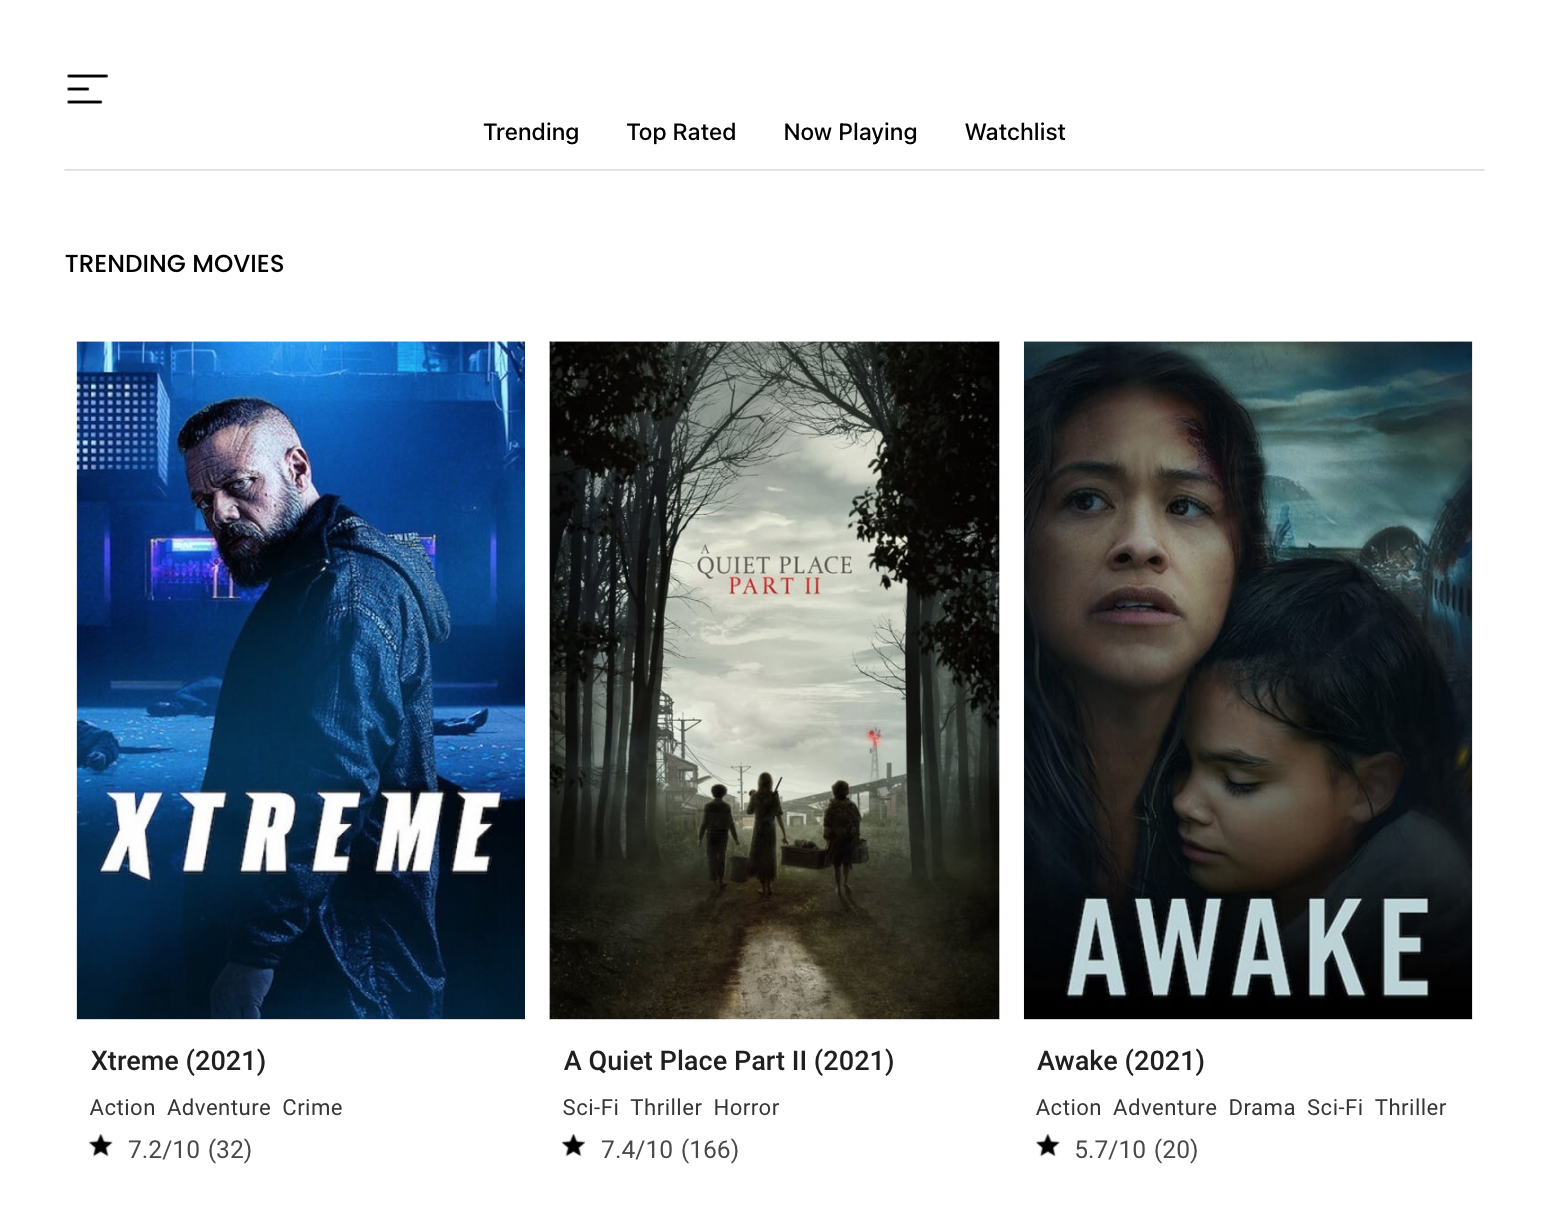 Trending Top Rated Now Playing Watchlist
TRENDING MOVIES
XTREME
A
QUIET PLACE
PART II
AWAKE
Xtreme (2021)
Action Adventure Crime
7.2/10 (32)
A Quiet Place Part II (2021)
Sci-Fi Thriller Horror
7.4/10 (166)
Awake (2021)
Action Adventure Drama Sci-Fi Thriller
5.7/10 (20)